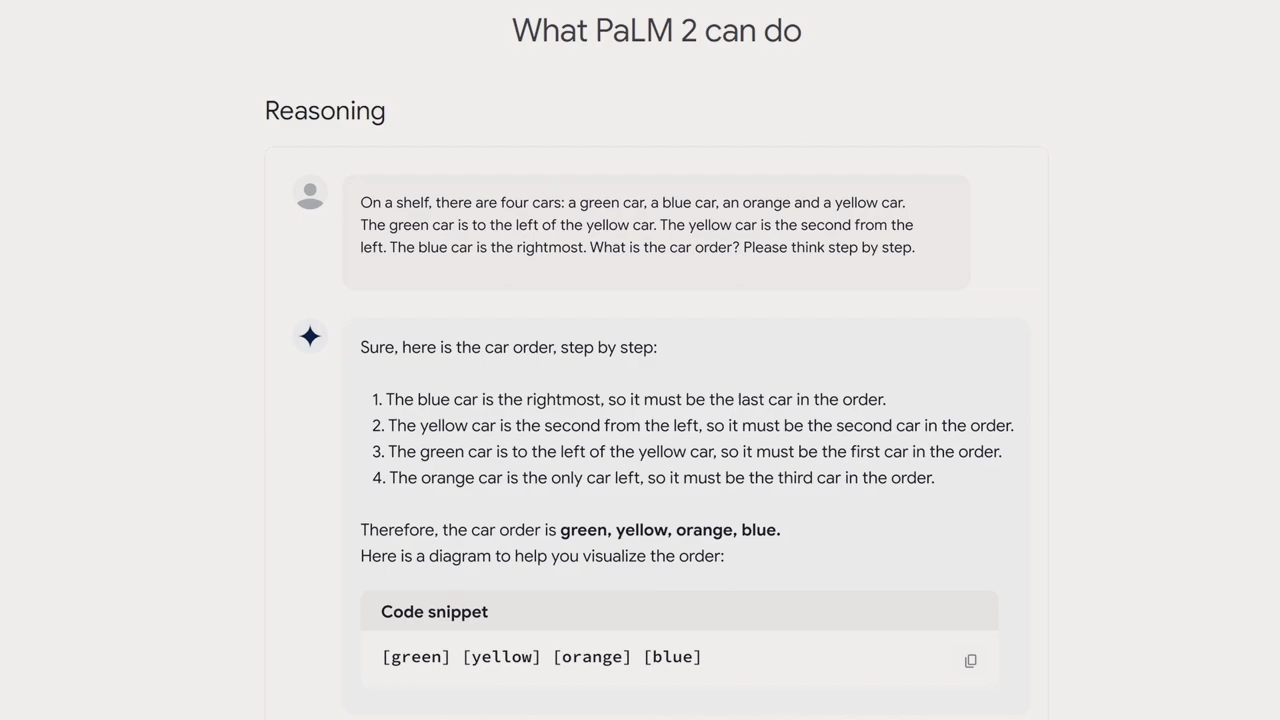 What PaLM 2 can do
Reasoning
On a shelf, there are four cars: a green car, a blue car, an orange and a yellow car.
The green car is to the left of the yellow car. The yellow car is the second from the
left. The blue car is the rightmost. What is the car order? Please think step by step.
Sure, here is the car order, step by step:
1. The blue car is the rightmost, so it must be the last car in the order.
2. The yellow car is the second from the left, so it must be the second car in the order.
3. The green car is to the left of the yellow car, so it must be the first car in the order.
4. The orange car is the only car left, so it must be the third car in the order.
Therefore, the car order is green, yellow, orange, blue.
Here is a diagram to help you visualize the order:
Code snippet
[green] [yellow] [orange] [blue]